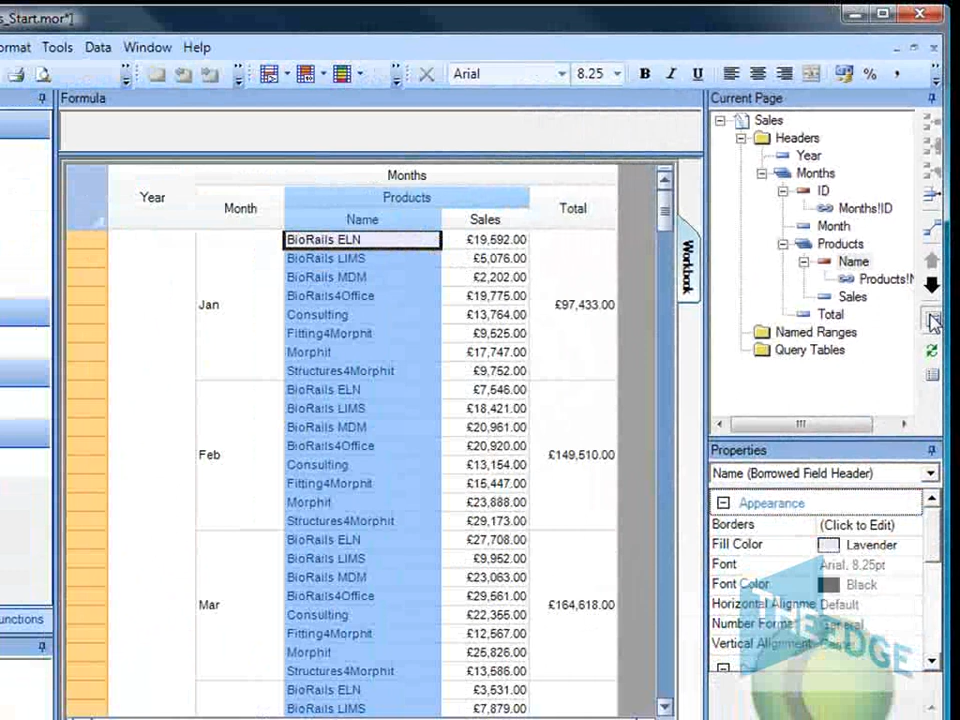 s_Start.mor*]
ormat Tools Data Window Help
Arial 8.25 B I U % ,
Formula
Months
Year Month Products Total
Name Sales
BioRails ELN £19,592.00
BioRails LIMS £5,076.00
BioRails MDM £2,202.00
BioRails4Office £19,775.00
Jan £97,433.00
Consulting £13,764.00
Fitting4Morphit £9,525.00
Morphit £17,747.00
Structures4Morphit £9,752.00
BioRails ELN £7,546.00
BioRails LIMS £18,421.00
BioRails MDM £20,961.00
BioRails4Office £20,920.00
Feb £149,510.00
Consulting £13,154.00
Fitting4Morphit £15,447.00
Morphit £23,888.00
Structures4Morphit £29,173.00
BioRails ELN £27,708.00
BioRails LIMS £9,952.00
BioRails MDM £23,063.00
BioRails4Office £29,561.00
Mar £164,618.00
Consulting £22,355.00
Fitting4Morphit £12,567.00
Morphit £25,826.00
Structures4Morphit £13,586.00
BioRails ELN £3,531.00
BioRails LIMS £7,879.00
Workbook
unctions
Current Page
Sales
Headers
Year
Months
ID
Months!ID
Month
Products
Name
Products!N
Sales
Total
Named Ranges
Query Tables
Properties
Name (Borrowed Field Header)
Appearance
Borders (Click to Edit)
Fill Color Lavender
Font Arial, 8.25pt
Font Color Black
Horizontal Alignme Default
Number Form General
Vertical Alignment
THE EDGE